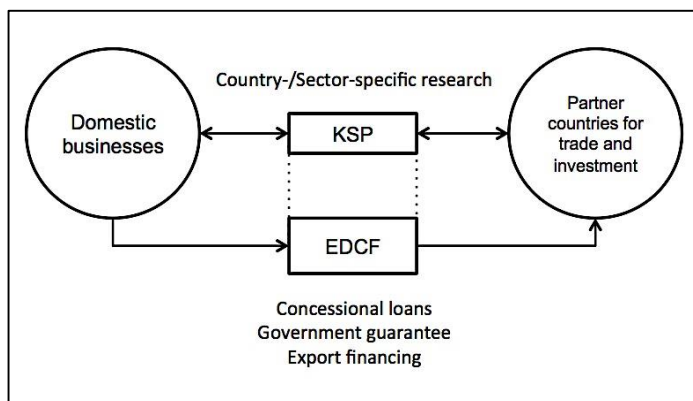 Country-/Sector-specific research
Domestic
businesses
KSP
Partner
countries for
trade and
investment
EDCF
Concessional loans
Government guarantee
Export financing